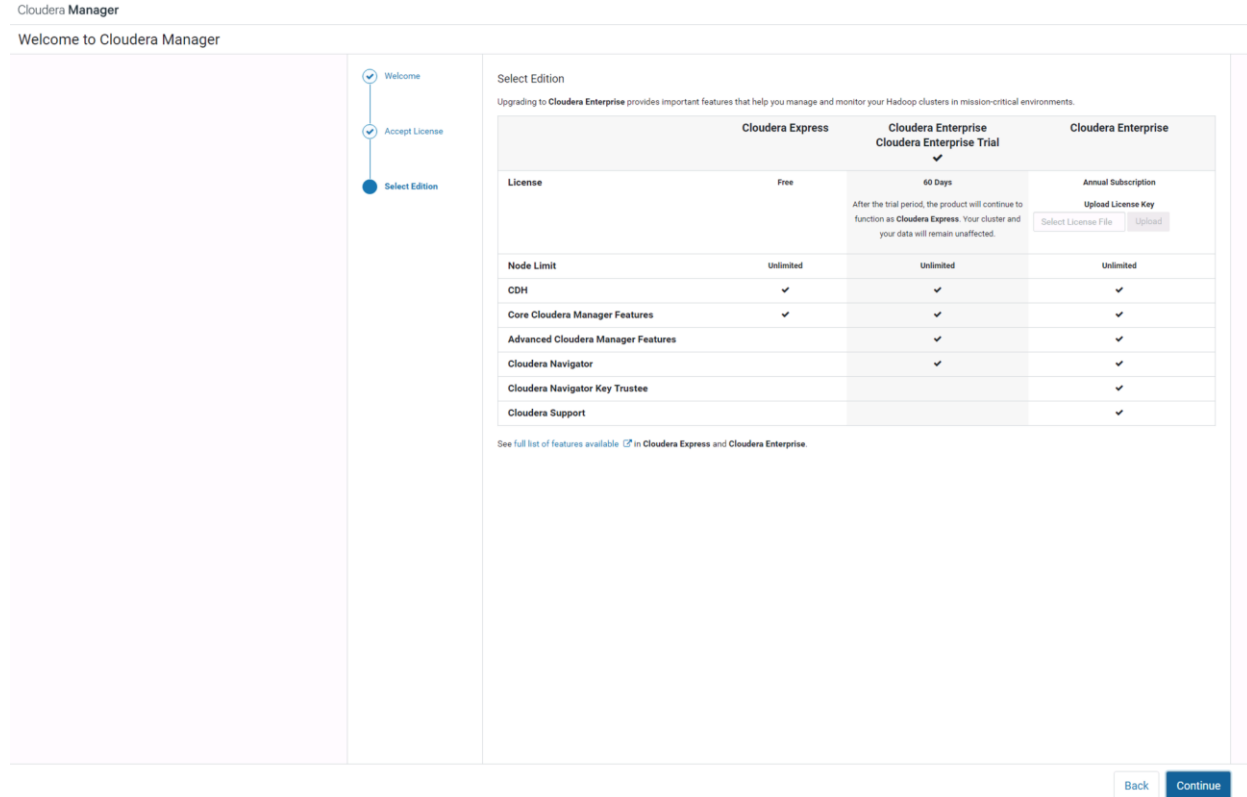 Cloudera Manager
Welcome to Cloudera Manager
Welcome
Accept License
Select Edition
Select Edition
Upgrading to Cloudera Enterprise provides important features that help you manage and monitor your Hadoop clusters in mission-critical environments.
Cloudera Express
Cloudera Enterprise
Cloudera Enterprise Trial
Cloudera Enterprise
License
Free
60 Days
After the trial period, the product will continue to
function as Cloudera Express. Your cluster and
your data will remain unaffected.
Annual Subscription
Upload License Key
Select License File Upload
Node Limit Unlimited Unlimited Unlimited
CDH
Core Cloudera Manager Features
Advanced Cloudera Manager Features
Cloudera Navigator
Cloudera Navigator Key Trustee
Cloudera Support
See full list of features available in Cloudera Express and Cloudera Enterprise.
Back Continue